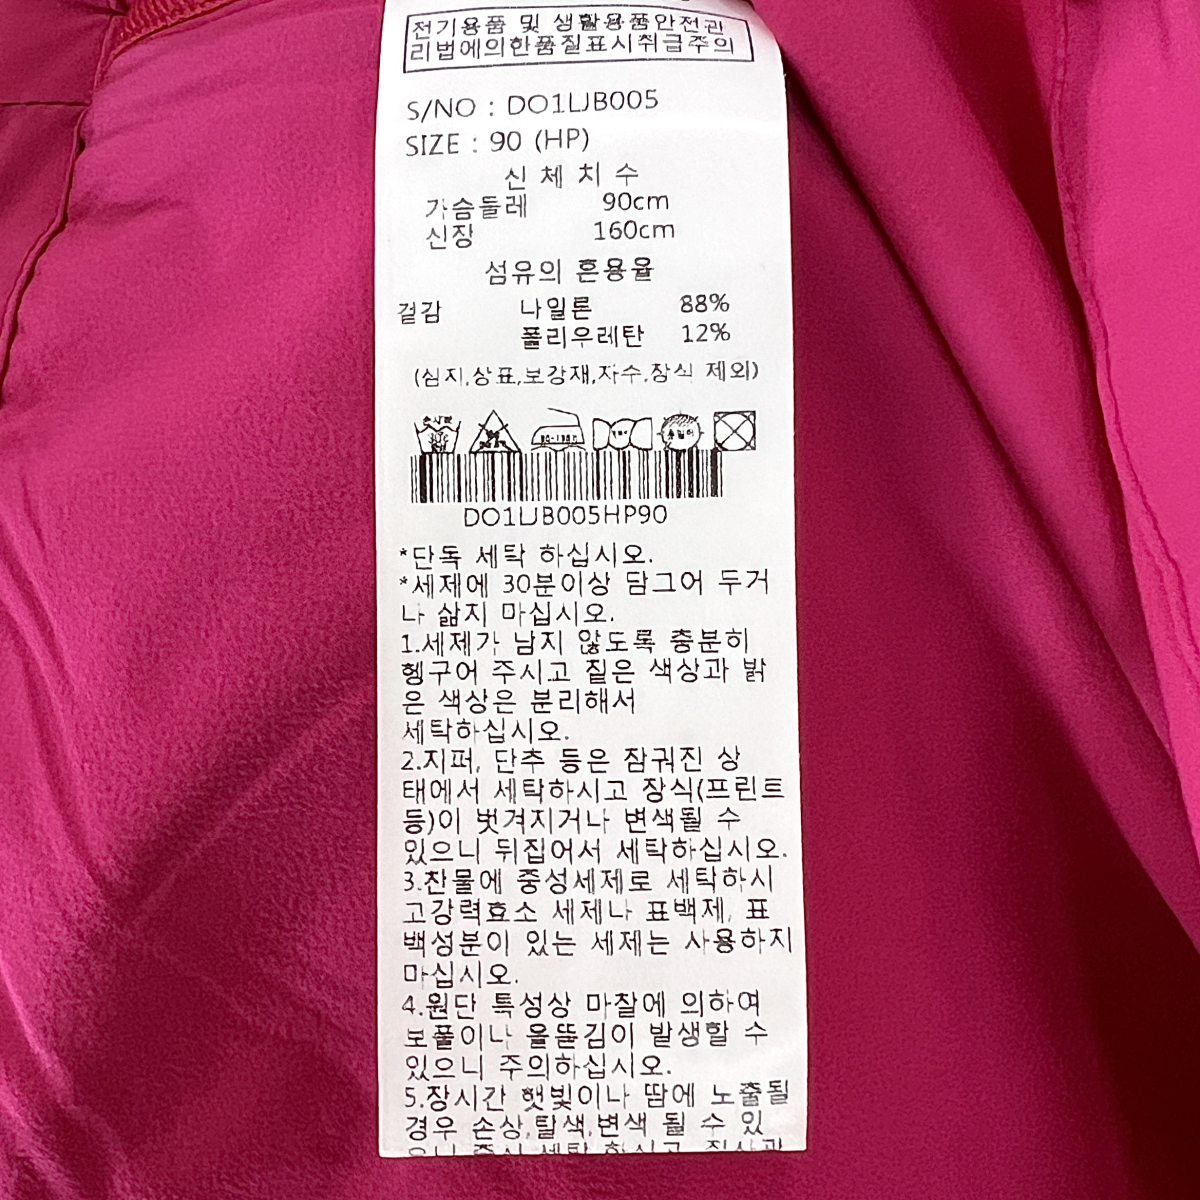 전기용품 및 생활용품안전관
리법에의한품질표시취급주의
S/NO : DO1LJB005
SIZE : 90 (HP)
신 체 치 수
가슴둘레 90cm
신장 160cm
섬유의 혼용율
겉감 나일론 88%
폴리우레탄 12%
(심지,상표,보강재,자수,장식 제외)
DO1LJB005HP90
*단독 세탁 하십시오.
*세제에 30분이상 담그어 두거
나 삶지 마십시오.
1.세제가 남지 않도록 충분히
헹구어 주시고 짙은 색상과 밝
은 색상은 분리해서
세탁하십시오.
2.지퍼, 단추 등은 잠궈진 상
태에서 세탁하시고 장식(프린트
등)이 벗겨지거나 변색될 수
있으니 뒤집어서 세탁하십시오.
3.찬물에 중성세제로 세탁하시
고강력효소 세제나 표백제, 표
백성분이 있는 세제는 사용하지
마십시오.
4.원단 특성상 마찰에 의하여
보풀이나 올뜯김이 발생할 수
있으니 주의하십시오.
5.장시간 햇빛이나 땀에 노출될
경우 손상,탈색,변색 될 수 있